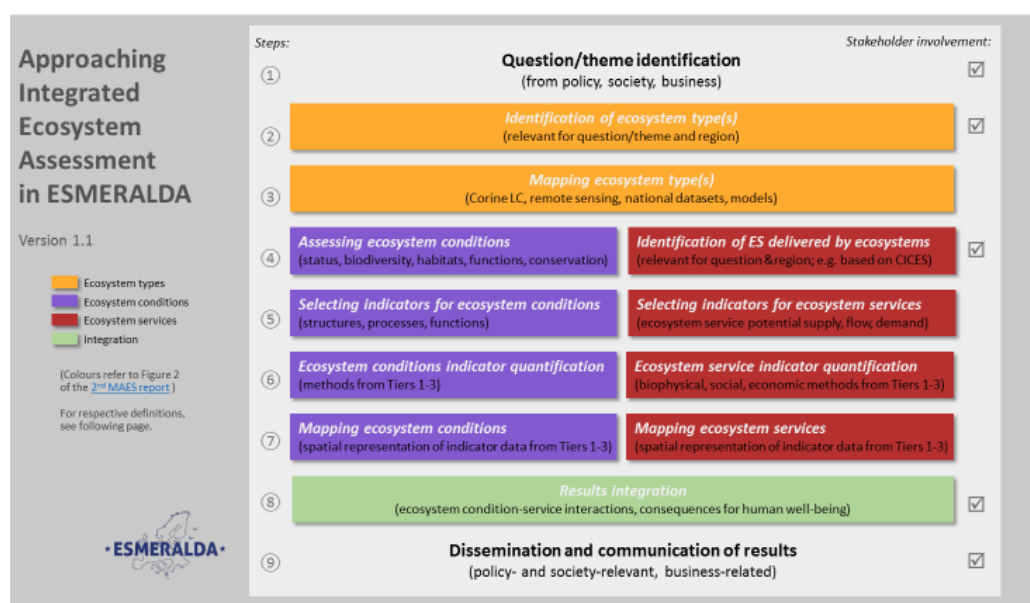 Approaching
Integrated
Ecosystem
Assessment
in ESMERALDA
Version 1.1
Ecosystem types
Ecosystem conditions
Ecosystem services
Integration
(Colours refer to Figure 2
of the 2nd MAES report )
For respective definitions,
see following page.
·ESMERALDA·
Steps:
Stakeholder involvement:
1
Question/theme identification
(from policy, society, business)
2
Identification of ecosystem type(s)
(relevant for question/theme and region)
3
Mapping ecosystem type(s)
(Corine LC, remote sensing, national datasets, models)
4
Assessing ecosystem conditions
(status, biodiversity, habitats, functions, conservation)
Identification of ES delivered by ecosystems
(relevant for question &region; e.g. based on CICES)
5
Selecting indicators for ecosystem conditions
(structures, processes, functions)
Selecting indicators for ecosystem services
(ecosystem service potential supply, flow, demand)
6
Ecosystem conditions indicator quantification
(methods from Tiers 1-3)
Ecosystem service indicator quantification
(biophysical, social, economic methods from Tiers 1-3)
7
Mapping ecosystem conditions
(spatial representation of indicator data from Tiers 1-3)
Mapping ecosystem services
(spatial representation of indicator data from Tiers 1-3)
8
Results integration
(ecosystem condition-service interactions, consequences for human well-being)
9
Dissemination and communication of results
(policy- and society-relevant, business-related)